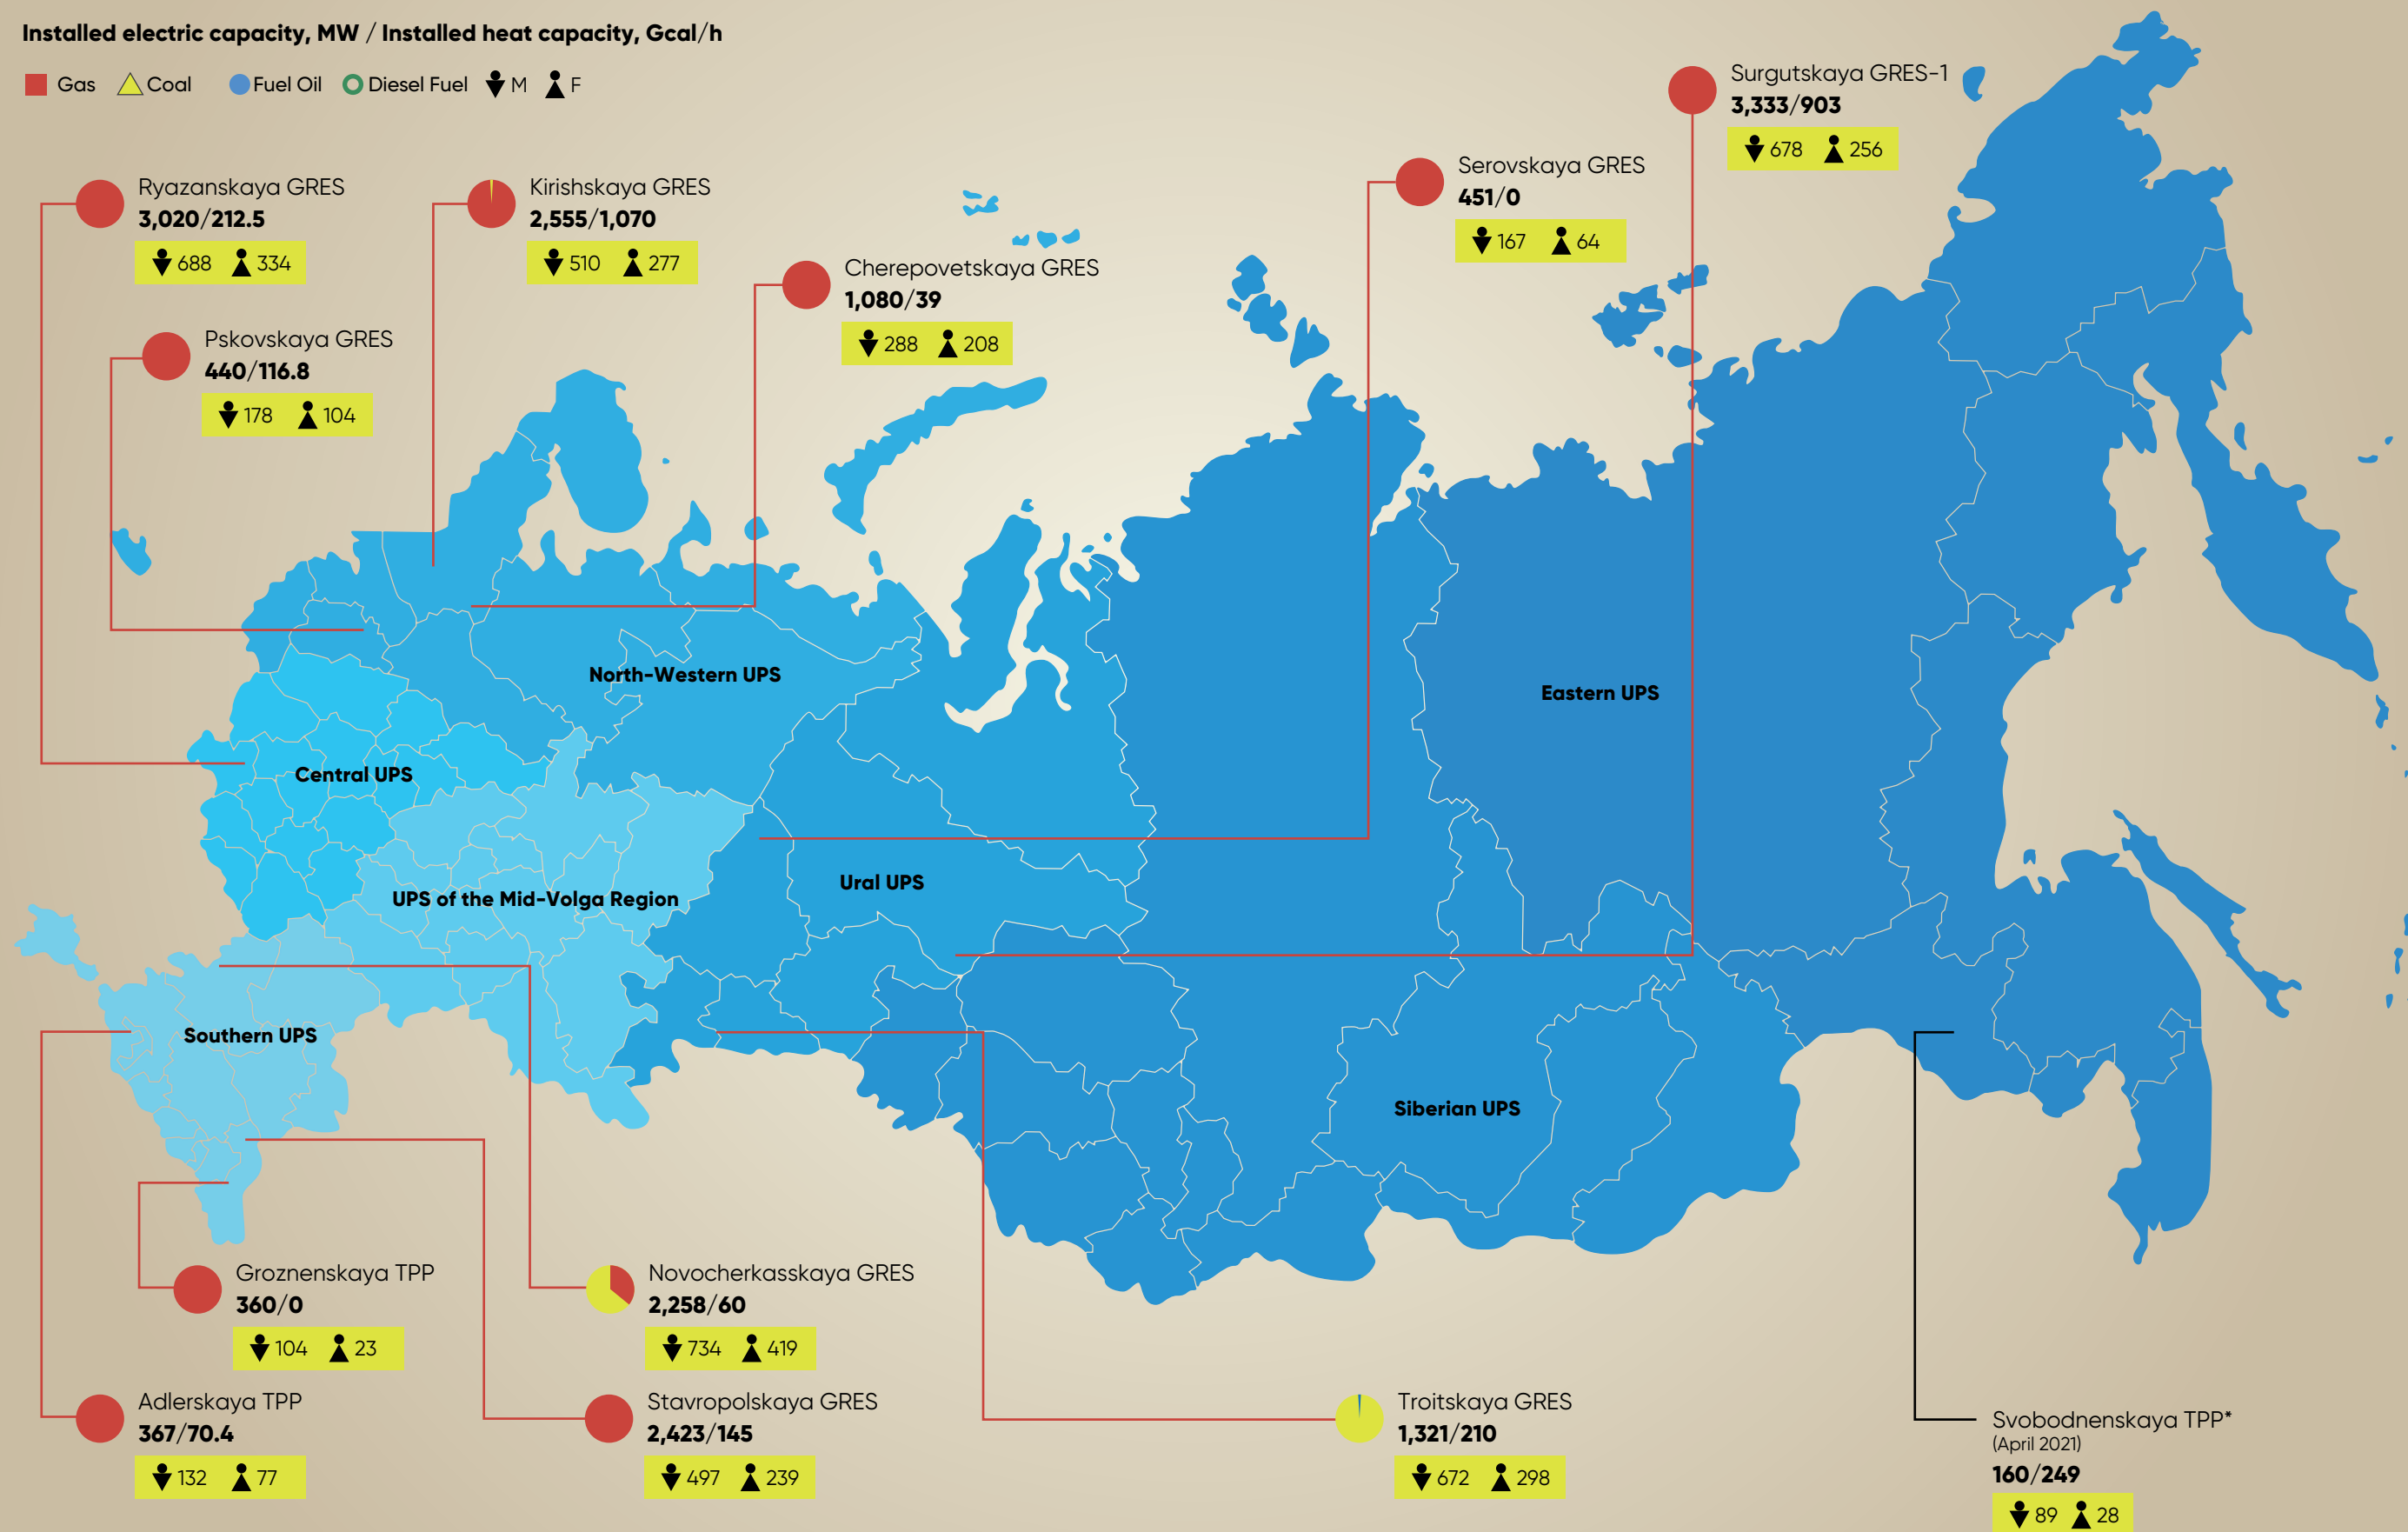 Installed electric capacity, MW / Installed heat capacity, Gcal/h
Gas Coal Fuel Oil Diesel Fuel M F
Surgutskaya GRES-1
3,333/903
678 256
Serovskaya GRES
451/0
167 64
Ryazanskaya GRES
3,020/212.5
688 334
Kirishskaya GRES
2,555/1,070
510 277
Cherepovetskaya GRES
1,080/39
288 208
Pskovskaya GRES
440/116.8
178 104
North-Western UPS
Eastern UPS
Central UPS
Ural UPS
UPS of the Mid-Volga Region
Southern UPS
Siberian UPS
Groznenskaya TPP
360/0
104 23
Novocherkasskaya GRES
2,258/60
734 419
Adlerskaya TPP
367/70.4
132 77
Stavropolskaya GRES
2,423/145
497 239
Troitskaya GRES
1,321/210
672 298
Svobodnenskaya TPP*
(April 2021)
160/249
89 28